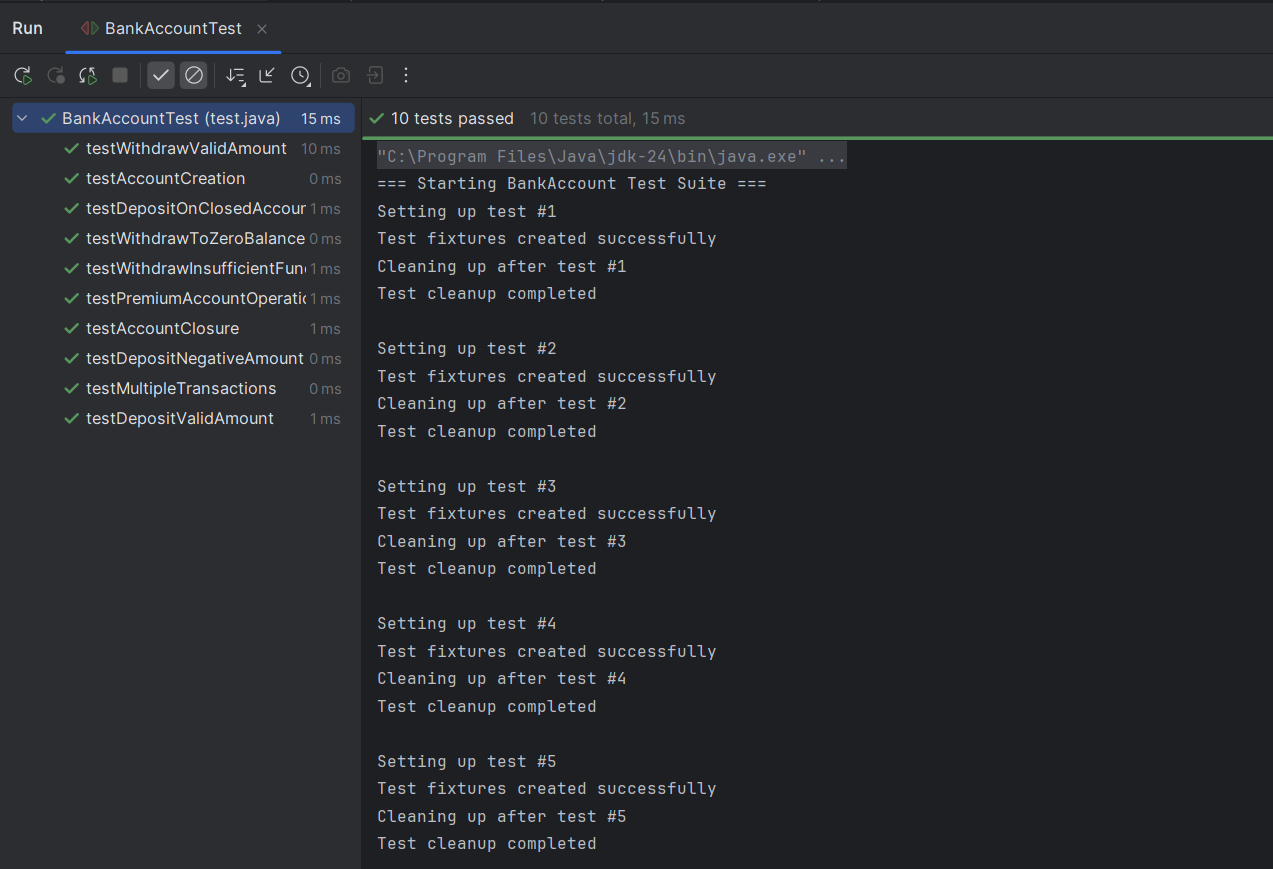 Run BankAccountTest
BankAccountTest (test.java) 15 ms
testWithdrawValidAmount 10 ms
testAccountCreation 0 ms
testDepositOnClosedAccour 1 ms
testWithdrawToZeroBalance 0 ms
testWithdrawInsufficientFun 1 ms
testPremiumAccountOperatic 1 ms
testAccountClosure 1 ms
testDepositNegativeAmount 0 ms
testMultipleTransactions 0 ms
testDepositValidAmount 1 ms
10 tests passed 10 tests total, 15 ms
"C:\Program Files\Java\jdk-24\bin\java.exe" ...
=== Starting BankAccount Test Suite ===
Setting up test #1
Test fixtures created successfully
Cleaning up after test #1
Test cleanup completed
Setting up test #2
Test fixtures created successfully
Cleaning up after test #2
Test cleanup completed
Setting up test #3
Test fixtures created successfully
Cleaning up after test #3
Test cleanup completed
Setting up test #4
Test fixtures created successfully
Cleaning up after test #4
Test cleanup completed
Setting up test #5
Test fixtures created successfully
Cleaning up after test #5
Test cleanup completed